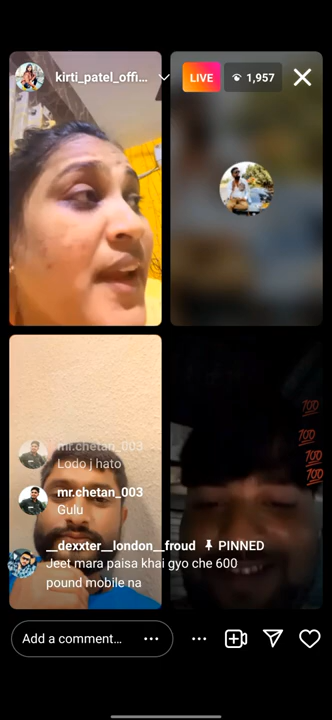 kirti_patel_offi...
LIVE
1,957
💯
💯
💯
💯
mr.chetan_003
Lodo j hato
mr.chetan_003
Gulu
__dexxter__london__froud PINNED
Jeet mara paisa khai gyo che 600
pound mobile na
Add a comment...